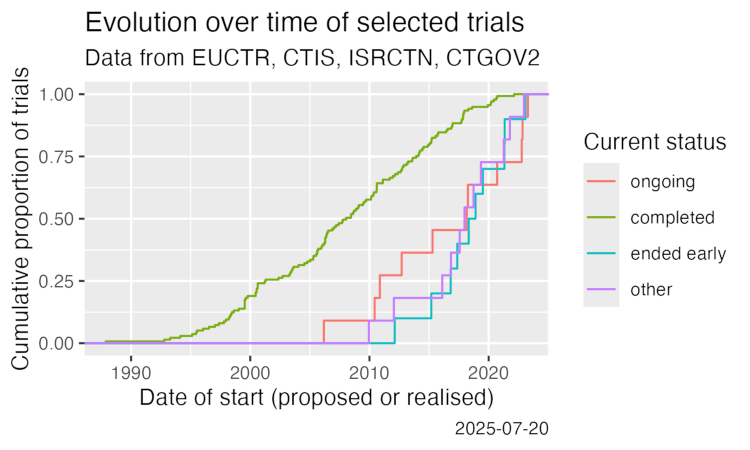 Evolution over time of selected trials
Data from EUCTR, CTIS, ISRCTN, CTGOV2
Cumulative proportion of trials
1.00
0.75
0.50
0.25
0.00
1990 2000 2010 2020
Date of start (proposed or realised)
Current status
ongoing
completed
ended early
other
2025-07-20